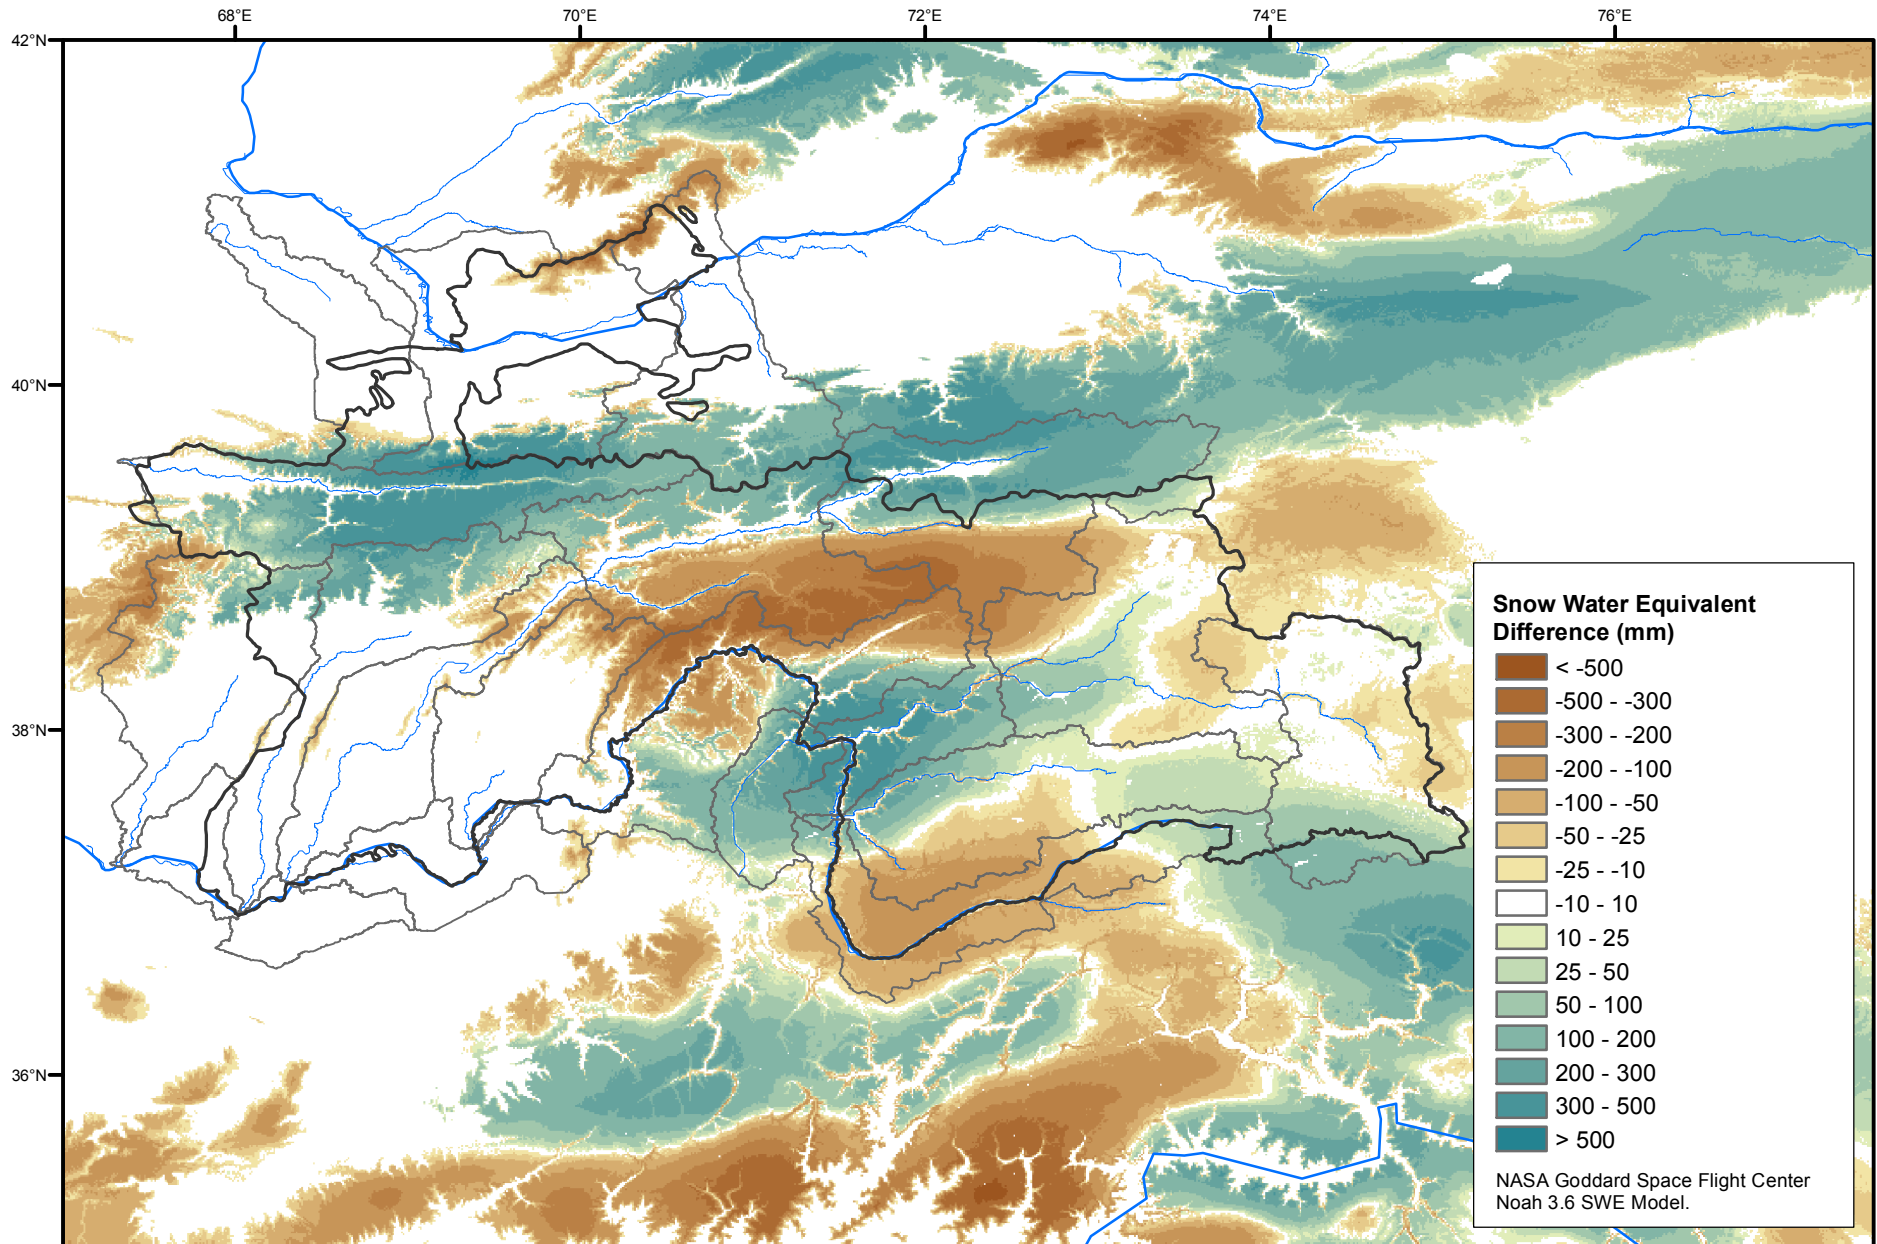 68°E
70°E
72°E
74°E
76°E
42°N
40°N
38°N
36°N
Snow Water Equivalent
Difference (mm)
< -500
-500 - -300
-300 - -200
-200 - -100
-100 - -50
-50 - -25
-25 - -10
-10 - 10
10 - 25
25 - 50
50 - 100
100 - 200
200 - 300
300 - 500
> 500
NASA Goddard Space Flight Center
Noah 3.6 SWE Model.